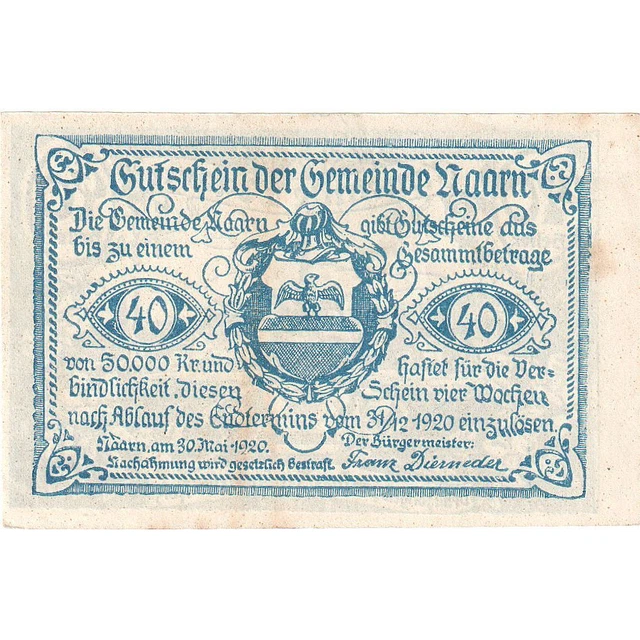 Gutschein der Gemeinde Naarn
Die Gemeinde Naarn gibt Gutscheine aus
bis zu einem Gesammtbetrage
40 40
von 50.000 Kr. und haftet für die Ver=
bindlichkeit, diesen Schein vier Wochen
nach Ablauf des Endtermins vom 31/12 1920 einzulösen.
Naarn, am 30. Mai 1920. Der Bürgermeister:
Nachahmung wird gesetzlich bestraft. Franz Dierneder